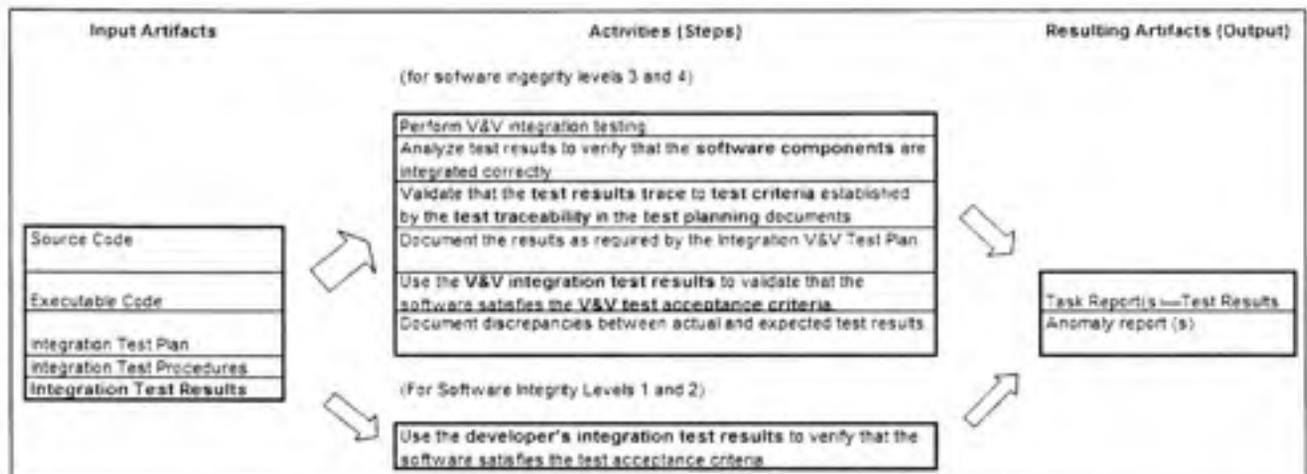 Input Artifacts
Activities (Steps)
Resulting Artifacts (Output)
(for sofware ingegrity levels 3 and 4)
Perform V&V integration testing
Analyze test results to verify that the software components are
integrated correctly
Validate that the test results trace to test criteria established
by the test traceability in the test planning documents
Document the results as required by the Integration V&V Test Plan
Use the V&V integration test results to validate that the
software satisfies the V&V test acceptance criteria.
Document discrepancies between actual and expected test results
Source Code
Executable Code
Integration Test Plan
Integration Test Procedures
Integration Test Results
(For Software Integrity Levels 1 and 2)
Use the developer's integration test results to verify that the
software satisfies the test acceptance criteria
Task Report(s)—Test Results
Anomaly report (s)